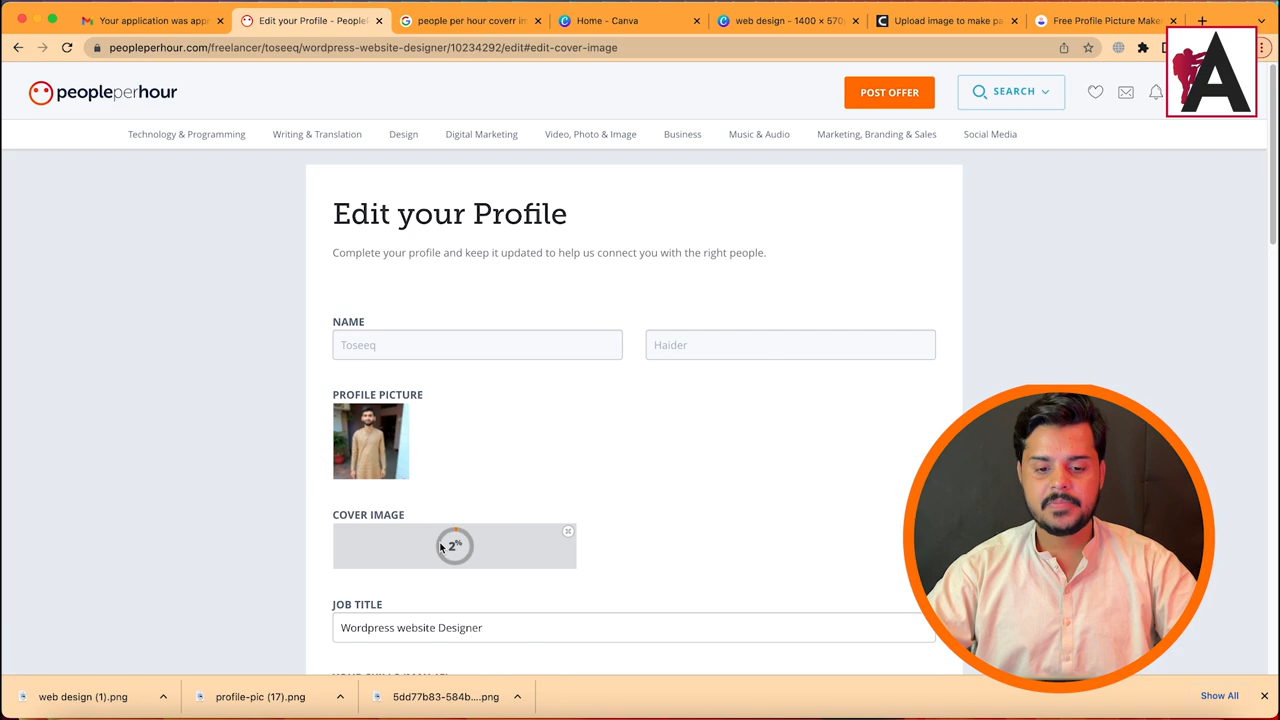 Your application was appr
Edit your Profile - PeopleP
people per hour coverr im
Home - Canva
web design - 1400 × 570p
Upload image to make pa
Free Profile Picture Maker
peopleperhour.com/freelancer/toseeq/wordpress-website-designer/10234292/edit#edit-cover-image
A
peopleperhour
POST OFFER
SEARCH
Technology & Programming
Writing & Translation
Design
Digital Marketing
Video, Photo & Image
Business
Music & Audio
Marketing, Branding & Sales
Social Media
Edit your Profile
Complete your profile and keep it updated to help us connect you with the right people.
NAME
Toseeq
Haider
PROFILE PICTURE
COVER IMAGE
2%
JOB TITLE
Wordpress website Designer
web design (1).png
profile-pic (17).png
5dd77b83-584b....png
Show All